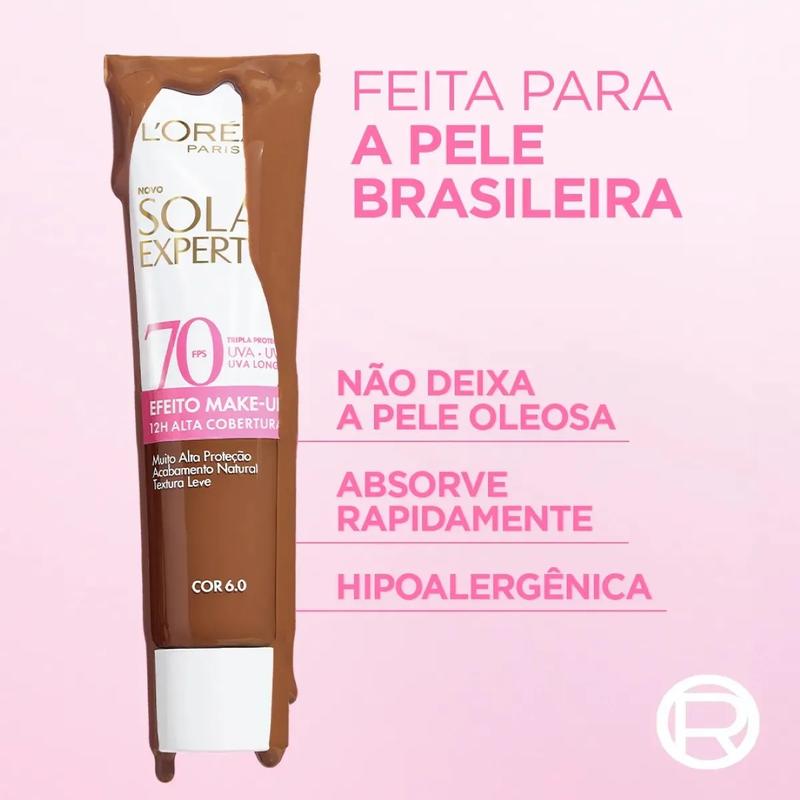 FEITA PARA
A PELE
BRASILEIRA
L'ORÉ
PARIS
NOVO
SOLA
EXPERT
70
FPS
TRIPLA PROTE
UVA • UV
UVA LONG
EFEITO MAKE-U
12H ALTA COBERTURA
Muito Alta Proteção
Acabamento Natural
Textura Leve
COR 6.0
NÃO DEIXA
A PELE OLEOSA
ABSORVE
RAPIDAMENTE
HIPOALERGÊNICA
R